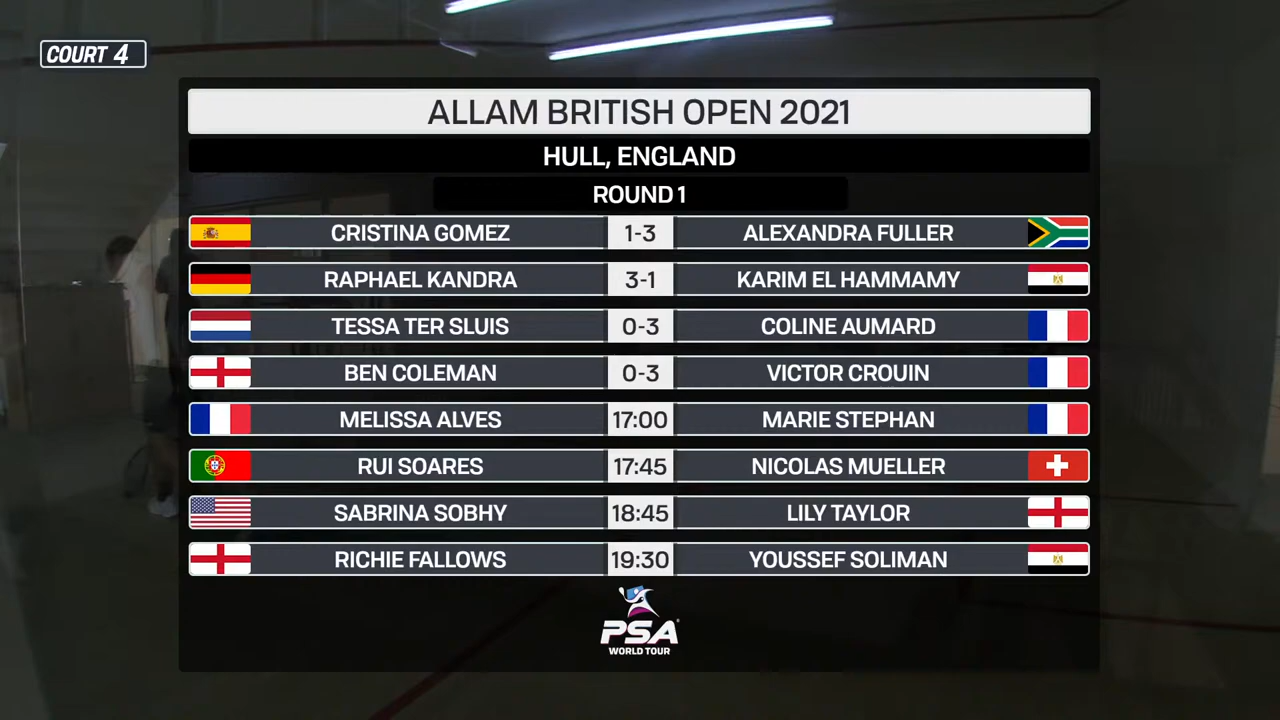 COURT 4
ALLAM BRITISH OPEN 2021
HULL, ENGLAND
ROUND 1
CRISTINA GOMEZ 1-3 ALEXANDRA FULLER
RAPHAEL KANDRA 3-1 KARIM EL HAMMAMY
TESSA TER SLUIS 0-3 COLINE AUMARD
BEN COLEMAN 0-3 VICTOR CROUIN
MELISSA ALVES 17:00 MARIE STEPHAN
RUI SOARES 17:45 NICOLAS MUELLER
SABRINA SOBHY 18:45 LILY TAYLOR
RICHIE FALLOWS 19:30 YOUSSEF SOLIMAN
PSA
WORLD TOUR